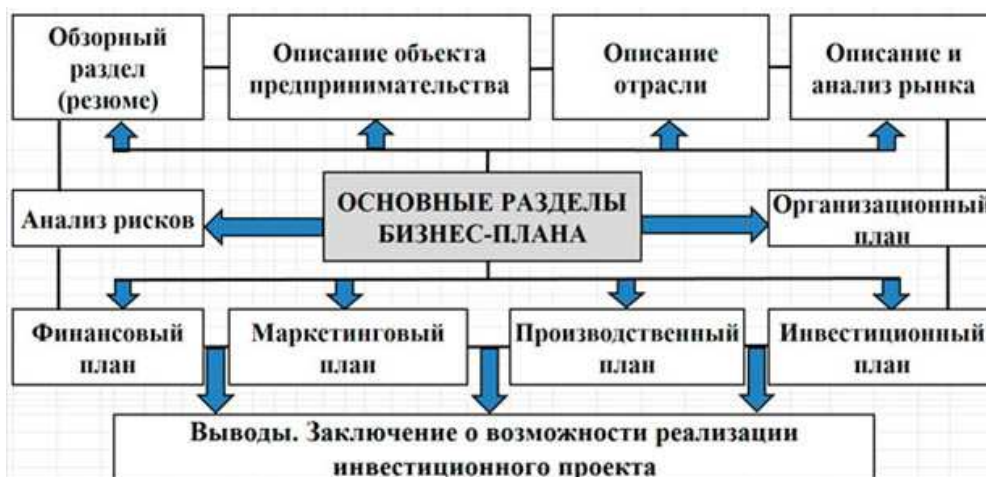 Обзорный
раздел
(резюме)
Описание объекта
предпринимательства
Описание
отрасли
Описание и
анализ рынка
Анализ рисков
ОСНОВНЫЕ РАЗДЕЛЫ
БИЗНЕС-ПЛАНА
Организационный
план
Финансовый
план
Маркетинговый
план
Производственный
план
Инвестиционный
план
Выводы. Заключение о возможности реализации
инвестиционного проекта